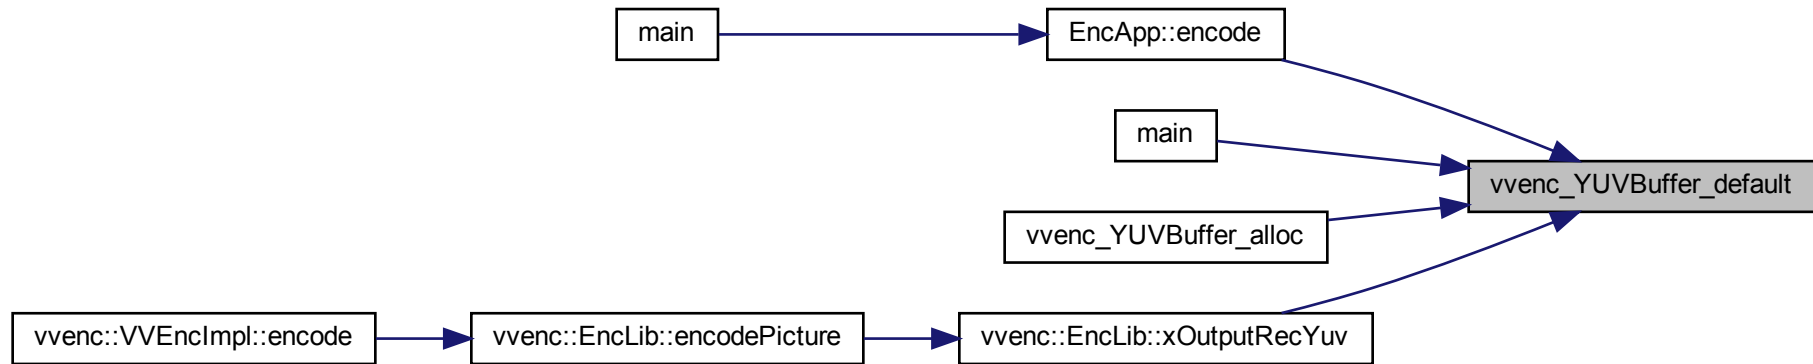 main
EncApp::encode
main
vvenc_YUVBuffer_default
vvenc_YUVBuffer_alloc
vvenc::VVEncImpl::encode
vvenc::EncLib::encodePicture
vvenc::EncLib::xOutputRecYuv